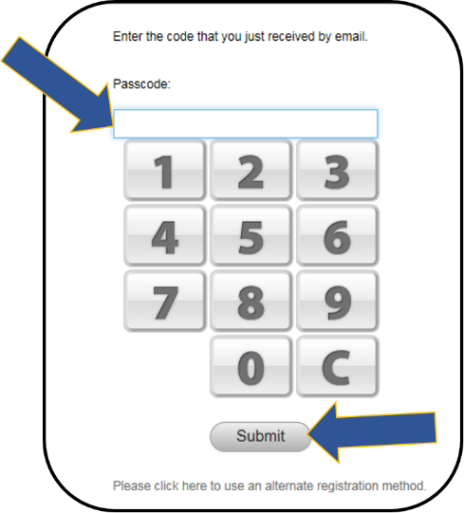 Enter the code that you just received by email.
Passcode:
1 2 3
4 5 6
7 8 9
0 C
Submit
Please click here to use an alternate registration method.